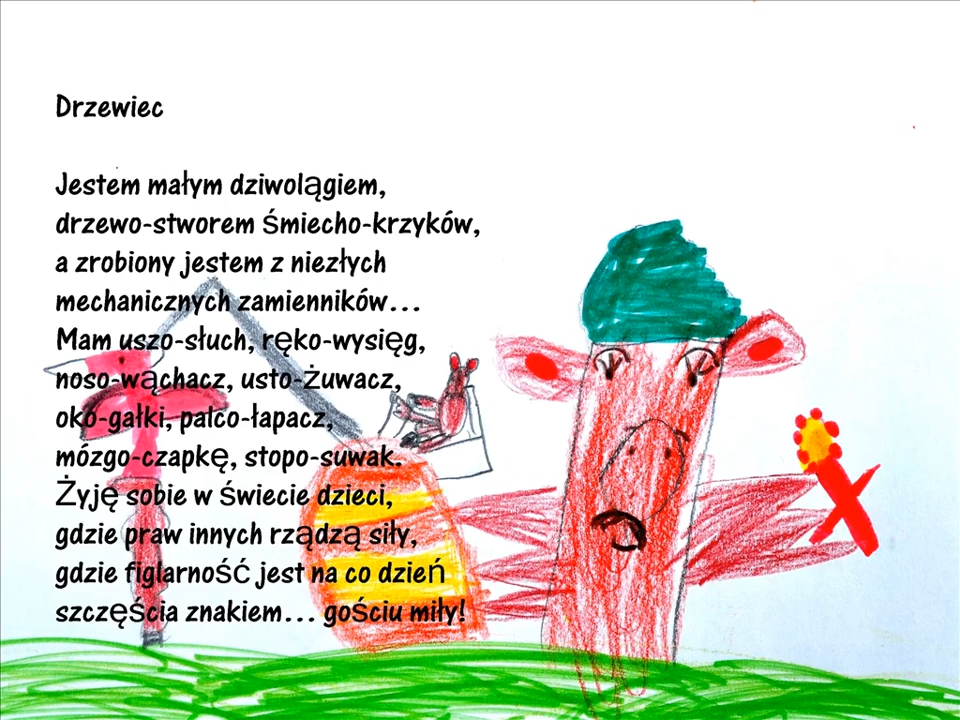 Drzewiec
Jestem małym dziwolągiem,
drzewo-stworem śmiecho-krzyków,
a zrobiony jestem z niezłych
mechanicznych zamienników...
Mam uszo-słuch, ręko-wysięg,
noso-wąchacz, usto-żuwacz,
oko-gałki, palco-łapacz,
mózgo-czapkę, stopo-suwak.
Żyję sobie w świecie dzieci,
gdzie praw innych rządzą siły,
gdzie figlarność jest na co dzień
szczęścia znakiem... gościu miły!